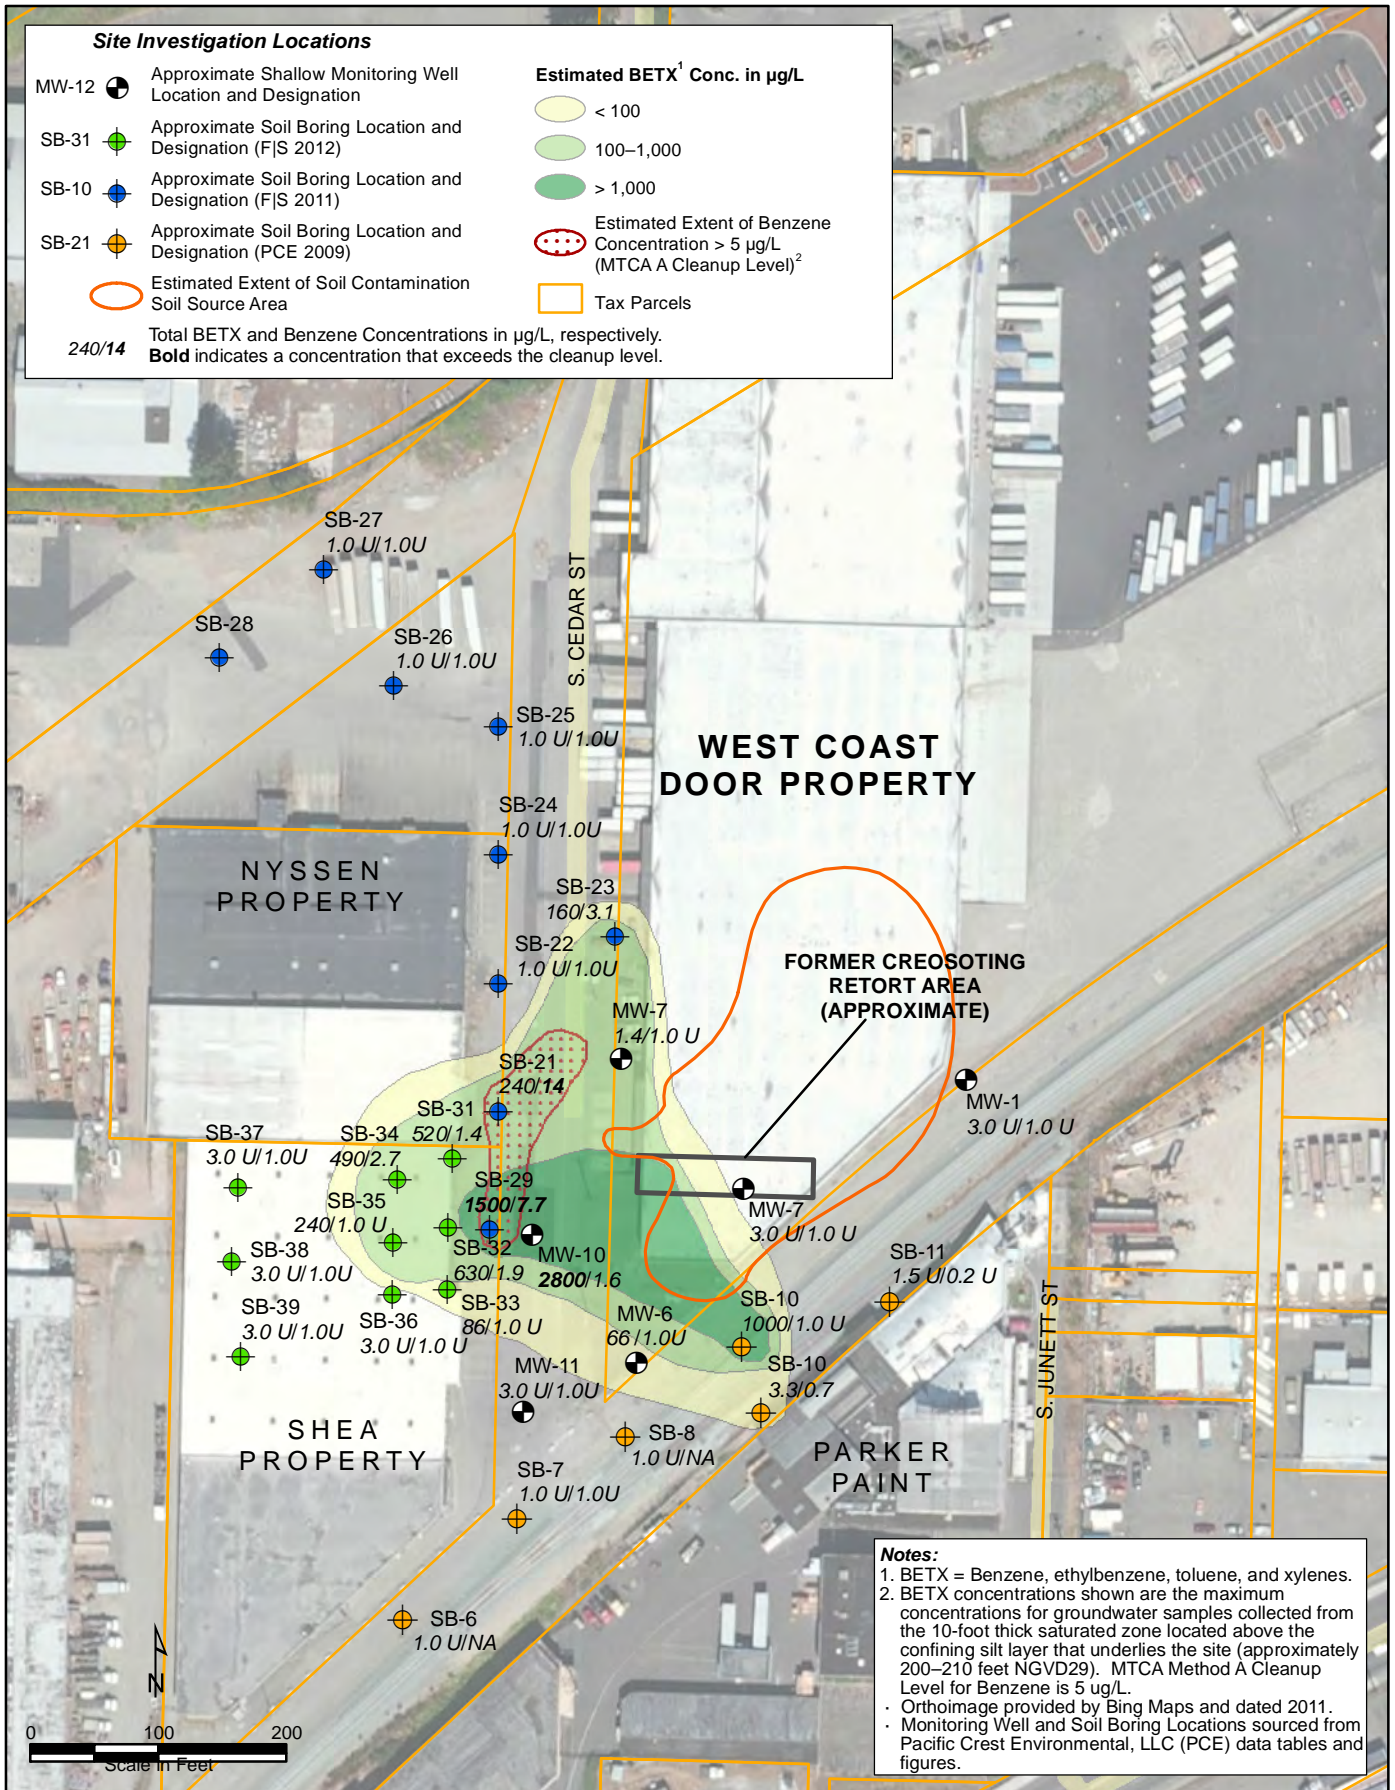 Site Investigation Locations
MW-12
Approximate Shallow Monitoring Well
Location and Designation
SB-31
Approximate Soil Boring Location and
Designation (F|S 2012)
SB-10
Approximate Soil Boring Location and
Designation (F|S 2011)
SB-21
Approximate Soil Boring Location and
Designation (PCE 2009)
Estimated Extent of Soil Contamination
Soil Source Area
240/14
Total BETX and Benzene Concentrations in µg/L, respectively.
Bold indicates a concentration that exceeds the cleanup level.
Estimated BETX¹ Conc. in µg/L
< 100
100–1,000
> 1,000
Estimated Extent of Benzene
Concentration > 5 µg/L
(MTCA A Cleanup Level)²
Tax Parcels
SB-27
1.0 U/1.0U
SB-28
SB-26
1.0 U/1.0U
S. CEDAR ST
SB-25
1.0 U/1.0U
WEST COAST
DOOR PROPERTY
SB-24
1.0 U/1.0U
NYSSEN
PROPERTY
SB-23
160/3.1
SB-22
1.0 U/1.0U
FORMER CREOSOTING
RETORT AREA
(APPROXIMATE)
MW-7
1.4/1.0 U
SB-21
240/14
MW-1
3.0 U/1.0 U
SB-31
520/1.4
SB-37
3.0 U/1.0U
SB-34
490/2.7
SB-29
1500/7.7
SB-35
240/1.0 U
MW-7
3.0 U/1.0 U
SB-38
3.0 U/1.0U
SB-32
630/1.9
MW-10
2800/1.6
SB-11
1.5 U/0.2 U
SB-39
3.0 U/1.0U
SB-36
3.0 U/1.0 U
SB-33
86/1.0 U
MW-6
66/1.0U
SB-10
1000/1.0 U
S. JUNETT ST
MW-11
3.0 U/1.0U
SB-10
3.3/0.7
SHEA
PROPERTY
SB-8
1.0 U/NA
PARKER
PAINT
SB-7
1.0 U/1.0U
SB-6
1.0 U/NA
N
0 100 200
Scale in Feet
Notes:
1. BETX = Benzene, ethylbenzene, toluene, and xylenes.
2. BETX concentrations shown are the maximum
concentrations for groundwater samples collected from
the 10-foot thick saturated zone located above the
confining silt layer that underlies the site (approximately
200–210 feet NGVD29). MTCA Method A Cleanup
Level for Benzene is 5 ug/L.
· Orthoimage provided by Bing Maps and dated 2011.
· Monitoring Well and Soil Boring Locations sourced from
Pacific Crest Environmental, LLC (PCE) data tables and
figures.